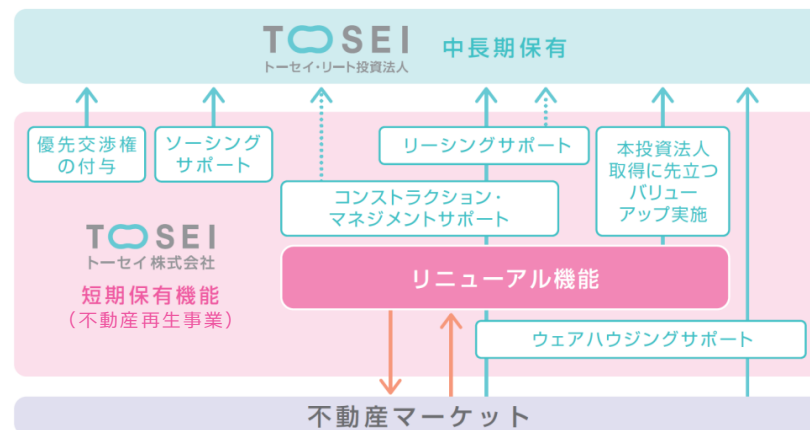 TOSEI
トーセイ・リート投資法人
中長期保有
優先交渉権
の付与
ソーシング
サポート
リーシングサポート
本投資法人
取得に先立つ
バリュー
アップ実施
コンストラクション・
マネジメントサポート
TOSEI
トーセイ株式会社
短期保有機能
(不動産再生事業)
リニューアル機能
ウェアハウジングサポート
不動産マーケット